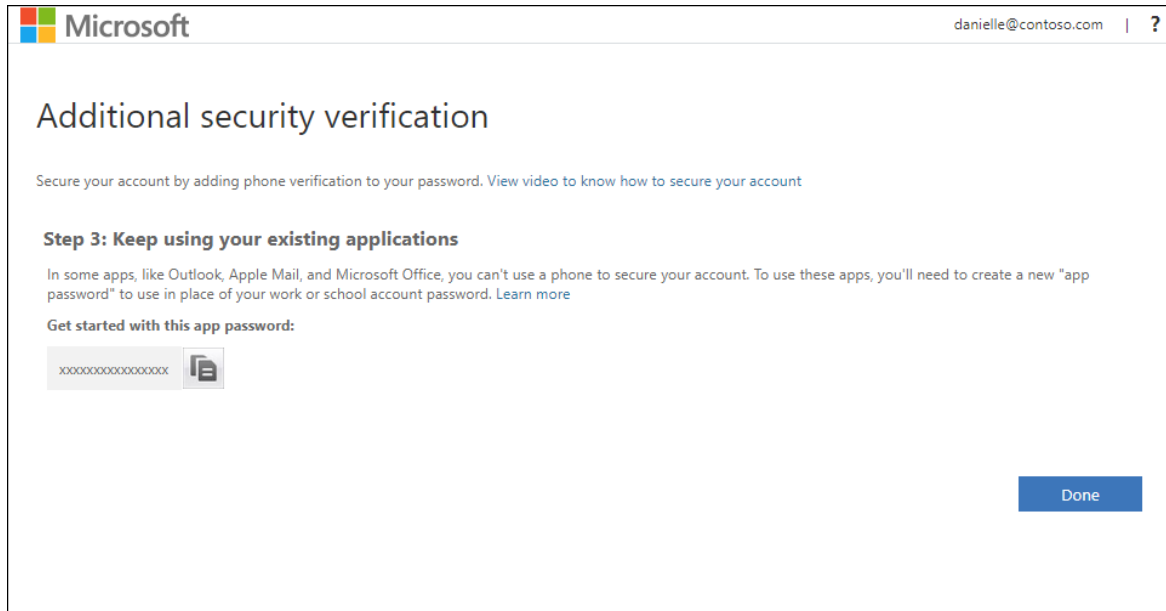 Microsoft
danielle@contoso.com | ?
Additional security verification
Secure your account by adding phone verification to your password. View video to know how to secure your account
Step 3: Keep using your existing applications
In some apps, like Outlook, Apple Mail, and Microsoft Office, you can't use a phone to secure your account. To use these apps, you'll need to create a new "app
password" to use in place of your work or school account password. Learn more
Get started with this app password:
xxxxxxxxxxxxxxxx
Done